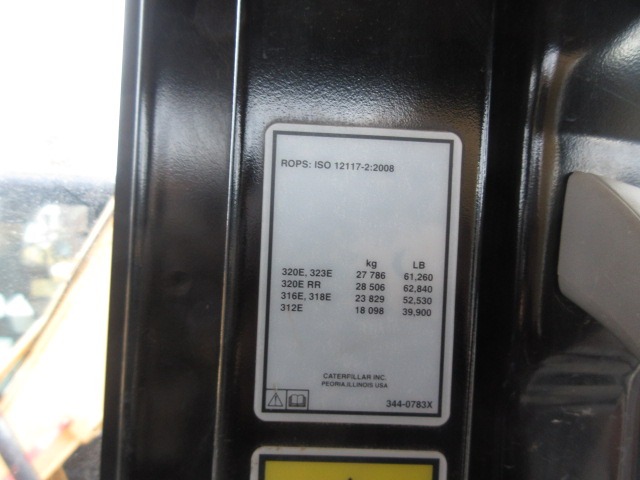 ROPS: ISO 12117-2:2008
kg LB
320E, 323E 27 786 61,260
320E RR 28 506 62,840
316E, 318E 23 829 52,530
312E 18 098 39,900
CATERPILLAR INC.
PEORIA,ILLINOIS USA
344-0783X